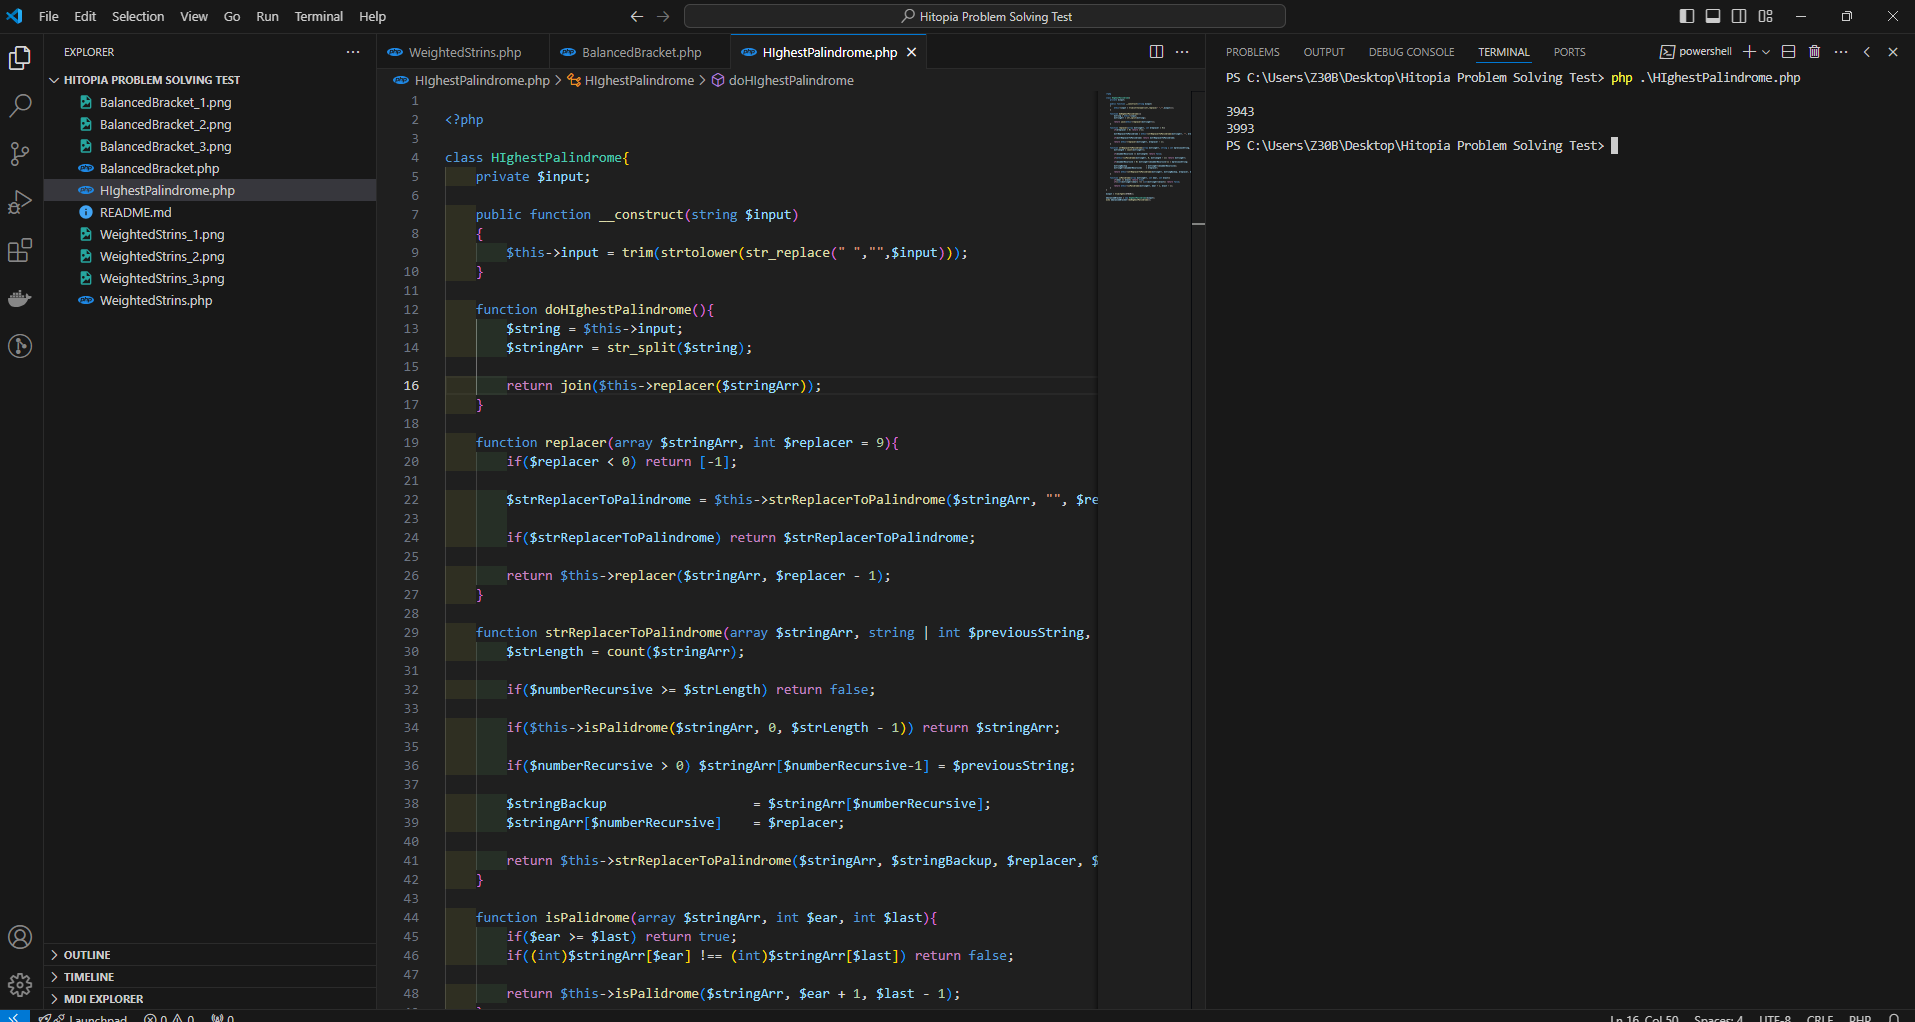 File Edit Selection View Go Run Terminal Help
Hitopia Problem Solving Test
EXPLORER
HITOPIA PROBLEM SOLVING TEST
BalancedBracket_1.png
BalancedBracket_2.png
BalancedBracket_3.png
BalancedBracket.php
HIghestPalindrome.php
README.md
WeightedStrins_1.png
WeightedStrins_2.png
WeightedStrins_3.png
WeightedStrins.php
OUTLINE
TIMELINE
MDI EXPLORER
WeightedStrins.php BalancedBracket.php HIghestPalindrome.php
HIghestPalindrome.php > HIghestPalindrome > doHIghestPalindrome
1
2 <?php
3
4 class HIghestPalindrome{
5 private $input;
6
7 public function __construct(string $input)
8 {
9 $this->input = trim(strtolower(str_replace(" ","",$input)));
10 }
11
12 function doHIghestPalindrome(){
13 $string = $this->input;
14 $stringArr = str_split($string);
15
16 return join($this->replacer($stringArr));
17 }
18
19 function replacer(array $stringArr, int $replacer = 9){
20 if($replacer < 0) return [-1];
21
22 $strReplacerToPalindrome = $this->strReplacerToPalindrome($stringArr, "", $re
23
24 if($strReplacerToPalindrome) return $strReplacerToPalindrome;
25
26 return $this->replacer($stringArr, $replacer - 1);
27 }
28
29 function strReplacerToPalindrome(array $stringArr, string | int $previousString,
30 $strLength = count($stringArr);
31
32 if($numberRecursive >= $strLength) return false;
33
34 if($this->isPalidrome($stringArr, 0, $strLength - 1)) return $stringArr;
35
36 if($numberRecursive > 0) $stringArr[$numberRecursive-1] = $previousString;
37
38 $stringBackup = $stringArr[$numberRecursive];
39 $stringArr[$numberRecursive] = $replacer;
40
41 return $this->strReplacerToPalindrome($stringArr, $stringBackup, $replacer, $
42 }
43
44 function isPalidrome(array $stringArr, int $ear, int $last){
45 if($ear >= $last) return true;
46 if((int)$stringArr[$ear] !== (int)$stringArr[$last]) return false;
47
48 return $this->isPalidrome($stringArr, $ear + 1, $last - 1);
PROBLEMS OUTPUT DEBUG CONSOLE TERMINAL PORTS powershell
PS C:\Users\Z30B\Desktop\Hitopia Problem Solving Test> php .\HIghestPalindrome.php
3943
3993
PS C:\Users\Z30B\Desktop\Hitopia Problem Solving Test>
Launchpad 0 0 0 Ln 16, Col 50 Spaces: 4 UTF-8 CRLF PHP